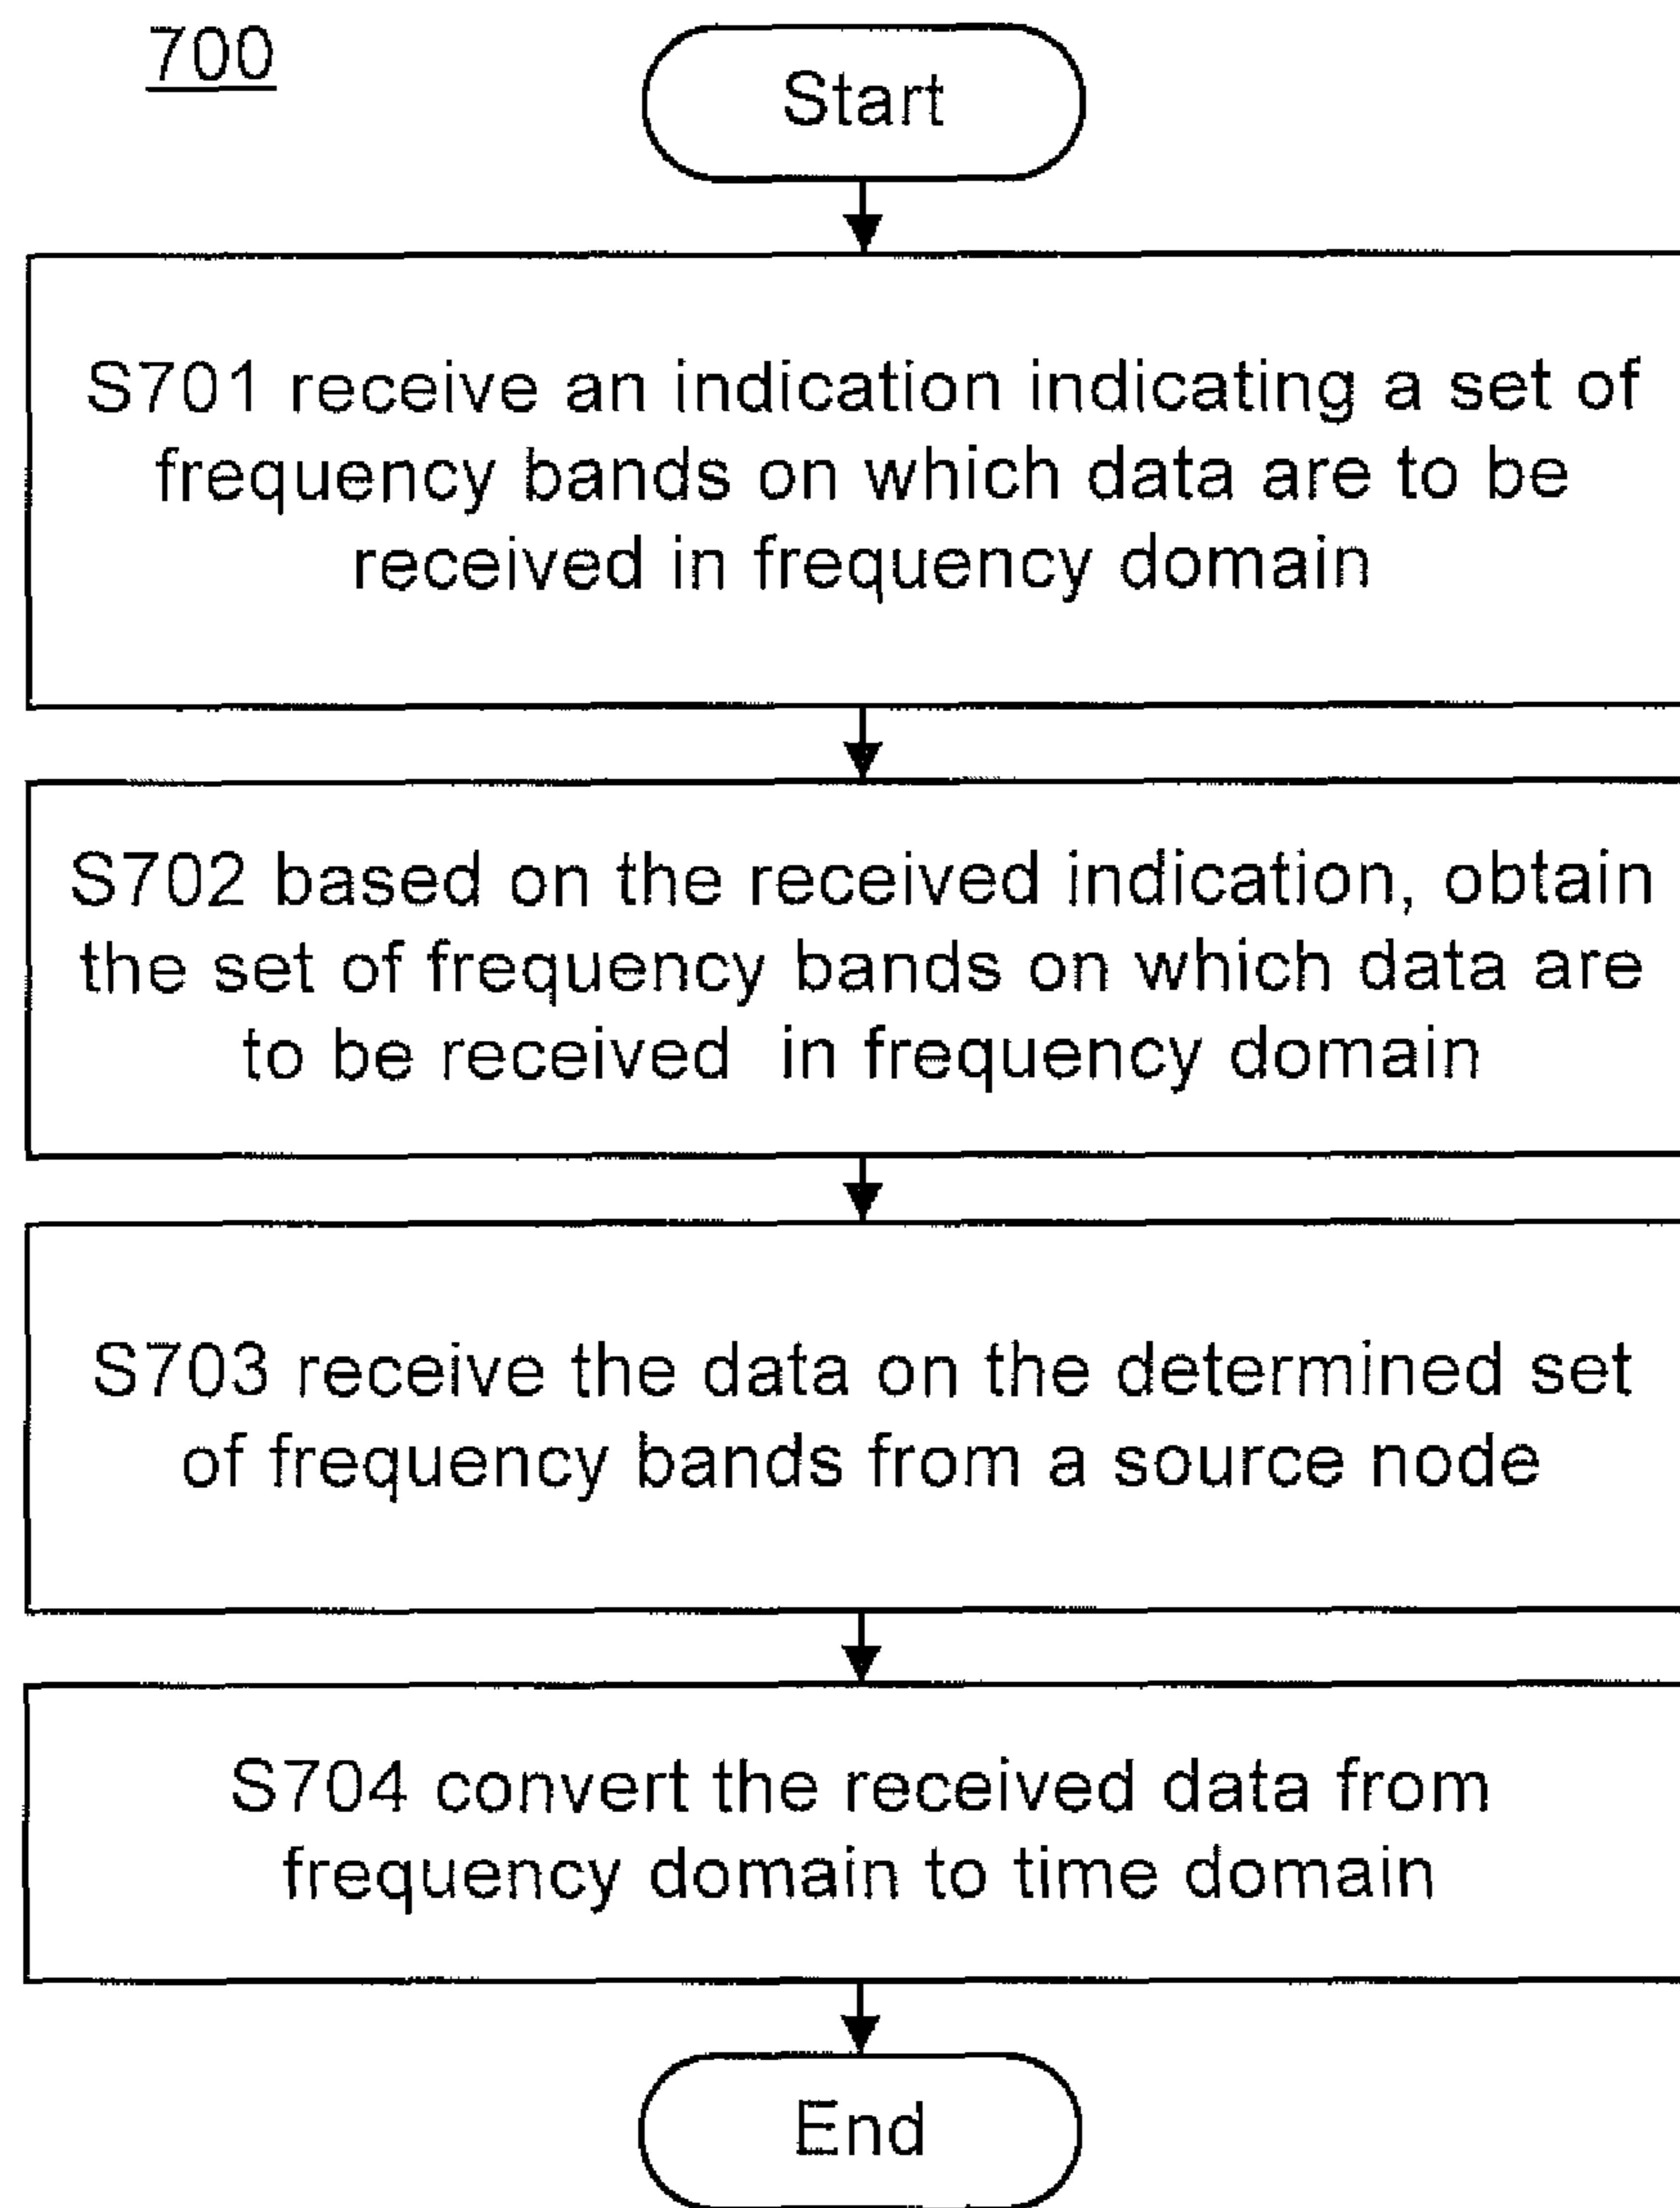 700
Start
S701 receive an indication indicating a set of
frequency bands on which data are to be
received in frequency domain
S702 based on the received indication, obtain
the set of frequency bands on which data are
to be received in frequency domain
S703 receive the data on the determined set
of frequency bands from a source node
S704 convert the received data from
frequency domain to time domain
End